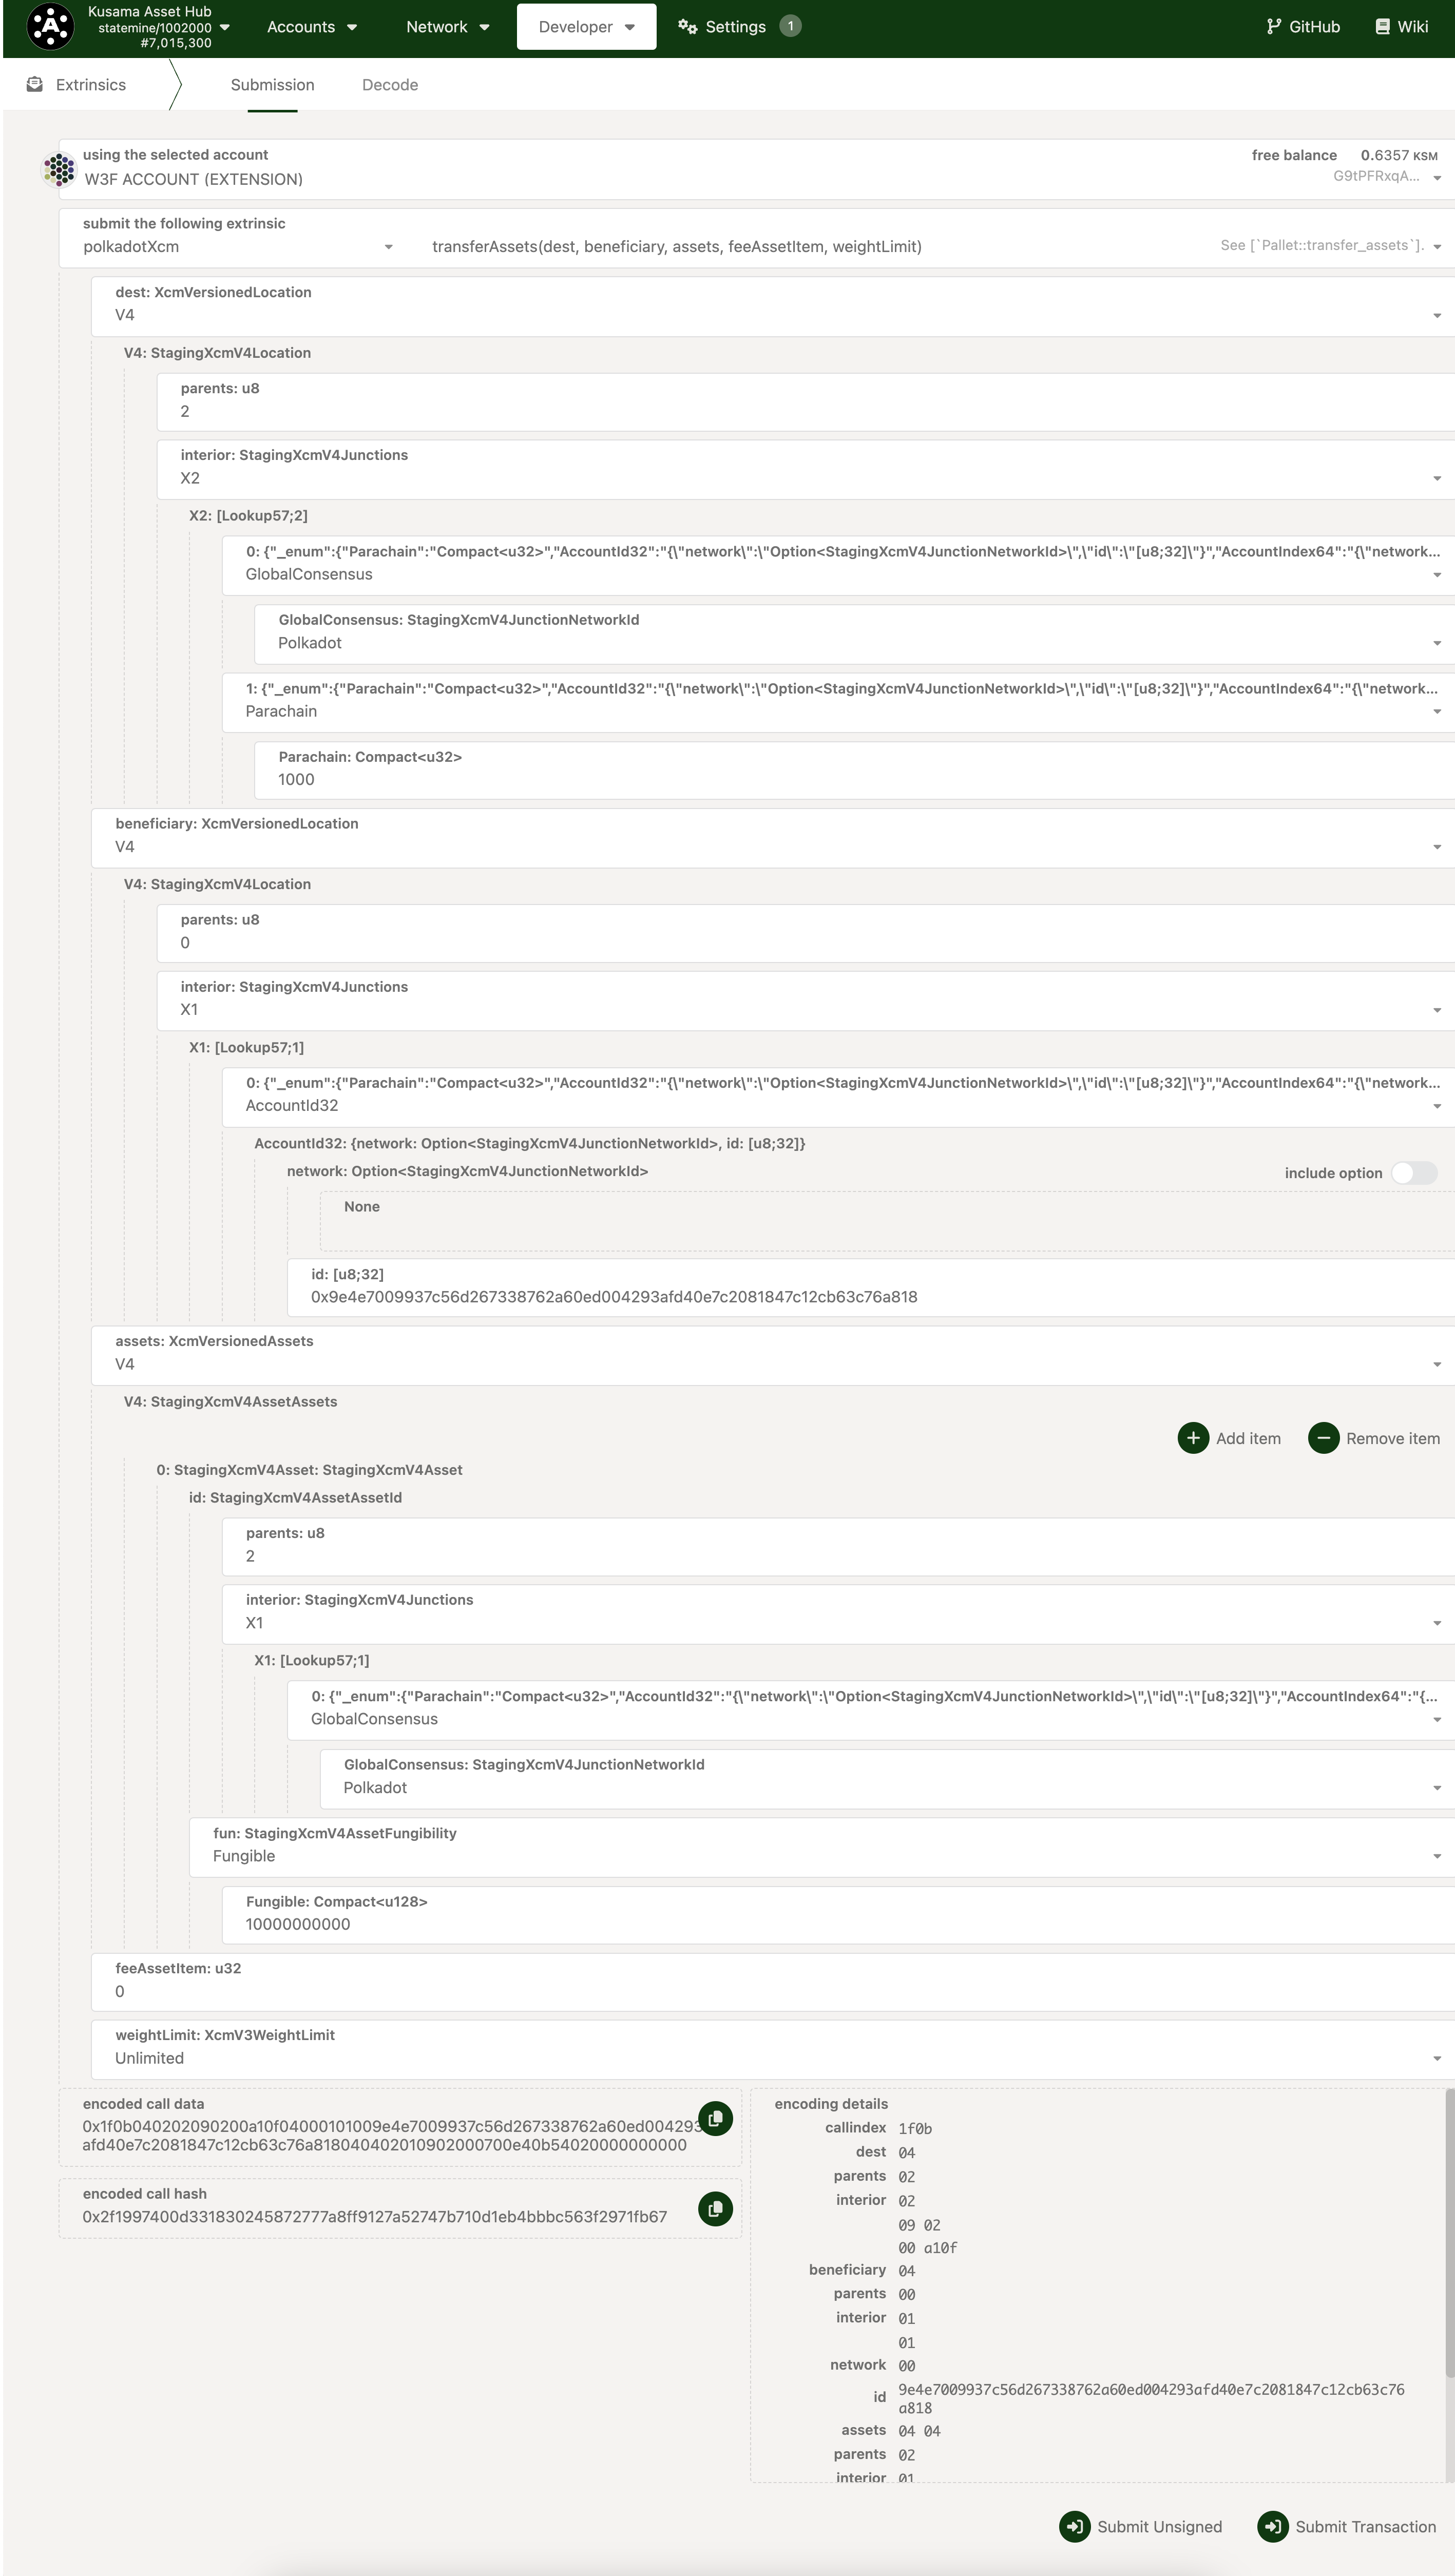 Kusama Asset Hub
statemine/1002000
#7,015,300
Accounts
Network
Developer
Settings
1
GitHub
Wiki
Extrinsics
Submission
Decode
using the selected account
W3F ACCOUNT (EXTENSION)
free balance 0.6357 KSM
G9tPFRxqA...
submit the following extrinsic
polkadotXcm
transferAssets(dest, beneficiary, assets, feeAssetItem, weightLimit)
See [`Pallet::transfer_assets`].
dest: XcmVersionedLocation
V4
V4: StagingXcmV4Location
parents: u8
2
interior: StagingXcmV4Junctions
X2
X2: [Lookup57;2]
0: {"_enum":{"Parachain":"Compact<u32>","AccountId32":"{\"network\":\"Option<StagingXcmV4JunctionNetworkId>\",\"id\":\"[u8;32]\"}","AccountIndex64":"{\"network...
GlobalConsensus
GlobalConsensus: StagingXcmV4JunctionNetworkId
Polkadot
1: {"_enum":{"Parachain":"Compact<u32>","AccountId32":"{\"network\":\"Option<StagingXcmV4JunctionNetworkId>\",\"id\":\"[u8;32]\"}","AccountIndex64":"{\"network...
Parachain
Parachain: Compact<u32>
1000
beneficiary: XcmVersionedLocation
V4
V4: StagingXcmV4Location
parents: u8
0
interior: StagingXcmV4Junctions
X1
X1: [Lookup57;1]
0: {"_enum":{"Parachain":"Compact<u32>","AccountId32":"{\"network\":\"Option<StagingXcmV4JunctionNetworkId>\",\"id\":\"[u8;32]\"}","AccountIndex64":"{\"network...
AccountId32
AccountId32: {network: Option<StagingXcmV4JunctionNetworkId>, id: [u8;32]}
network: Option<StagingXcmV4JunctionNetworkId>
include option
None
id: [u8;32]
0x9e4e7009937c56d267338762a60ed004293afd40e7c2081847c12cb63c76a818
assets: XcmVersionedAssets
V4
V4: StagingXcmV4AssetAssets
Add item
Remove item
0: StagingXcmV4Asset: StagingXcmV4Asset
id: StagingXcmV4AssetAssetId
parents: u8
2
interior: StagingXcmV4Junctions
X1
X1: [Lookup57;1]
0: {"_enum":{"Parachain":"Compact<u32>","AccountId32":"{\"network\":\"Option<StagingXcmV4JunctionNetworkId>\",\"id\":\"[u8;32]\"}","AccountIndex64":"{...
GlobalConsensus
GlobalConsensus: StagingXcmV4JunctionNetworkId
Polkadot
fun: StagingXcmV4AssetFungibility
Fungible
Fungible: Compact<u128>
10000000000
feeAssetItem: u32
0
weightLimit: XcmV3WeightLimit
Unlimited
encoded call data
0x1f0b040202090200a10f04000101009e4e7009937c56d267338762a60ed004293
afd40e7c2081847c12cb63c76a818040402010902000700e40b54020000000000
encoded call hash
0x2f1997400d331830245872777a8ff9127a52747b710d1eb4bbbc563f2971fb67
encoding details
callindex 1f0b
dest 04
parents 02
interior 02
09 02
00 a10f
beneficiary 04
parents 00
interior 01
01
network 00
id 9e4e7009937c56d267338762a60ed004293afd40e7c2081847c12cb63c76
a818
assets 04 04
parents 02
interior 01
Submit Unsigned
Submit Transaction